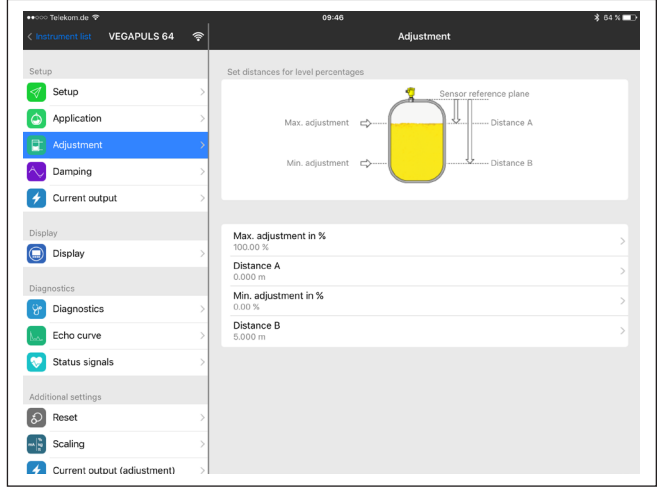 Telekom.de
09:46
64 %
Instrument list
VEGAPULS 64
Adjustment
Setup
Setup
Application
Adjustment
Damping
Current output
Display
Display
Diagnostics
Diagnostics
Echo curve
Status signals
Additional settings
Reset
Scaling
Current output (adjustment)
Set distances for level percentages
Sensor reference plane
Max. adjustment
Distance A
Min. adjustment
Distance B
Max. adjustment in %
100.00 %
Distance A
0.000 m
Min. adjustment in %
0.00 %
Distance B
5.000 m